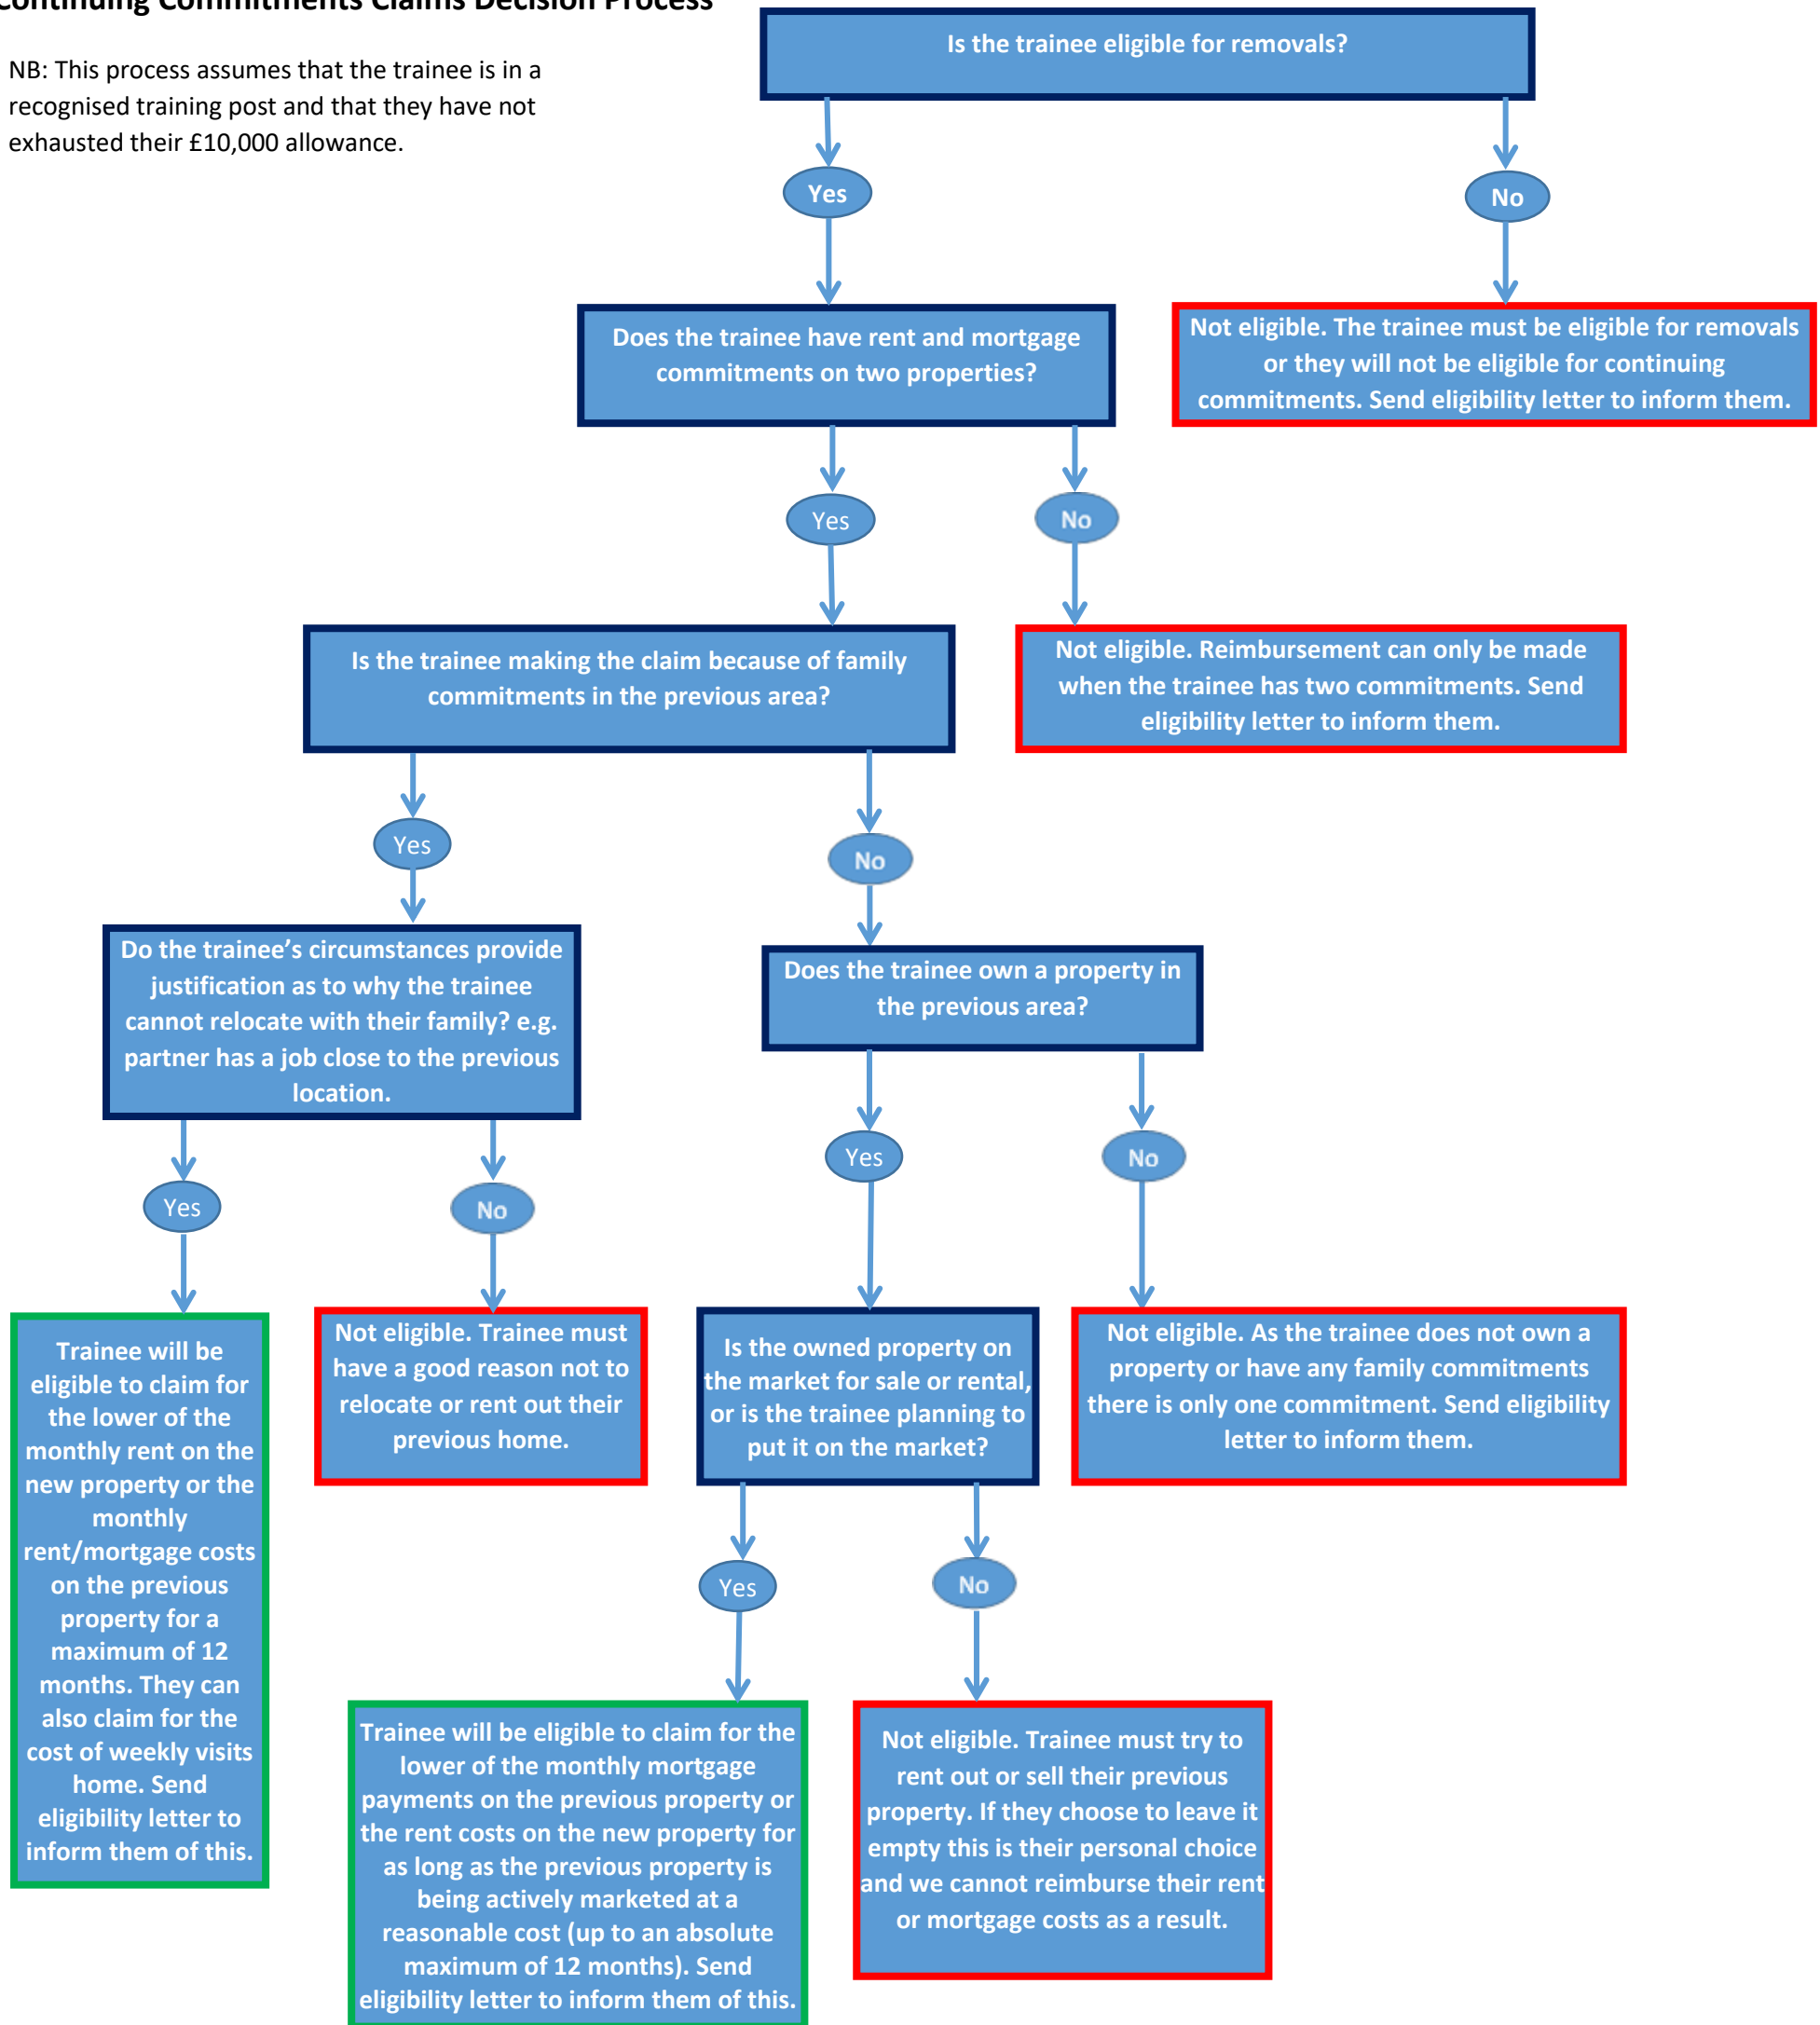 Continuing Commitments Claims Decision Process
NB: This process assumes that the trainee is in a
recognised training post and that they have not
exhausted their £10,000 allowance.
Is the trainee eligible for removals?
Yes
No
Does the trainee have rent and mortgage
commitments on two properties?
Not eligible. The trainee must be eligible for removals
or they will not be eligible for continuing
commitments. Send eligibility letter to inform them.
Yes
No
Is the trainee making the claim because of family
commitments in the previous area?
Not eligible. Reimbursement can only be made
when the trainee has two commitments. Send
eligibility letter to inform them.
Yes
No
Do the trainee’s circumstances provide
justification as to why the trainee
cannot relocate with their family? e.g.
partner has a job close to the previous
location.
Does the trainee own a property in
the previous area?
Yes
No
Yes
No
Trainee will be
eligible to claim for
the lower of the
monthly rent on the
new property or the
monthly
rent/mortgage costs
on the previous
property for a
maximum of 12
months. They can
also claim for the
cost of weekly visits
home. Send
eligibility letter to
inform them of this.
Not eligible. Trainee must
have a good reason not to
relocate or rent out their
previous home.
Is the owned property on
the market for sale or rental,
or is the trainee planning to
put it on the market?
Not eligible. As the trainee does not own a
property or have any family commitments
there is only one commitment. Send eligibility
letter to inform them.
Yes
No
Trainee will be eligible to claim for the
lower of the monthly mortgage
payments on the previous property or
the rent costs on the new property for
as long as the previous property is
being actively marketed at a
reasonable cost (up to an absolute
maximum of 12 months). Send
eligibility letter to inform them of this.
Not eligible. Trainee must try to
rent out or sell their previous
property. If they choose to leave it
empty this is their personal choice
and we cannot reimburse their rent
or mortgage costs as a result.